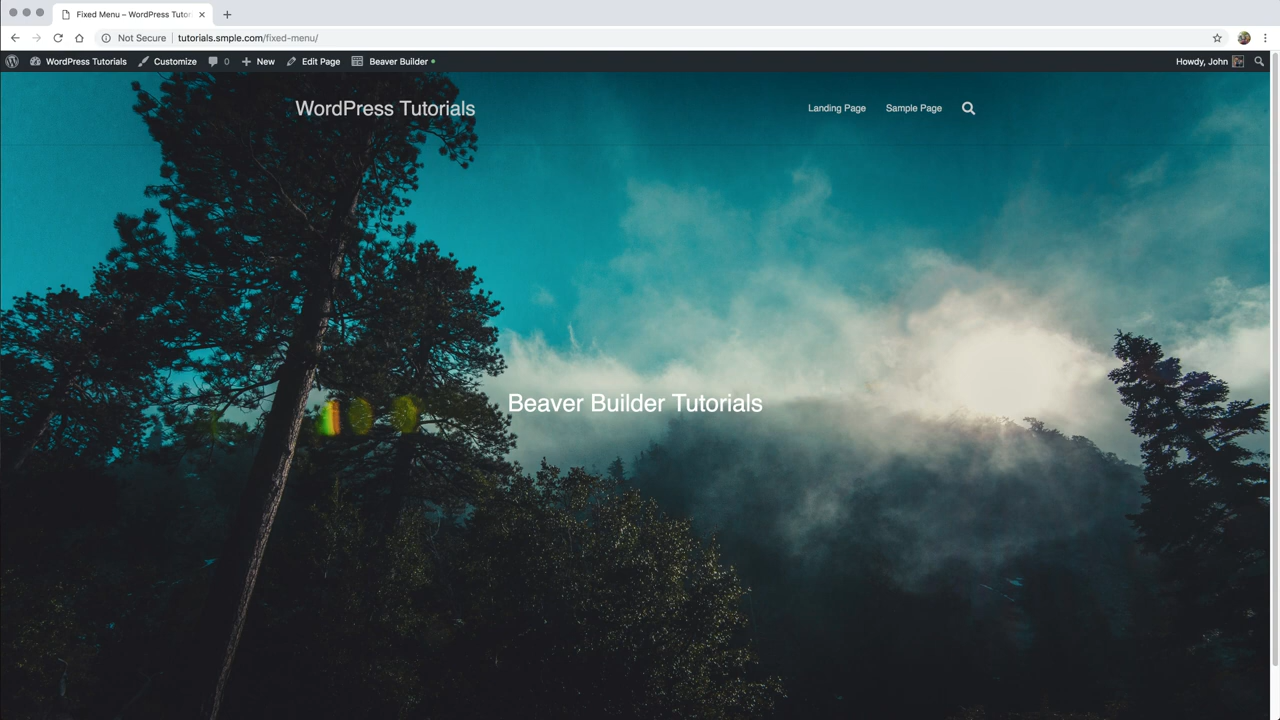 Fixed Menu – WordPress Tutori
Not Secure tutorials.smple.com/fixed-menu/
WordPress Tutorials Customize 0 New Edit Page Beaver Builder Howdy, John
WordPress Tutorials Landing Page Sample Page
Beaver Builder Tutorials